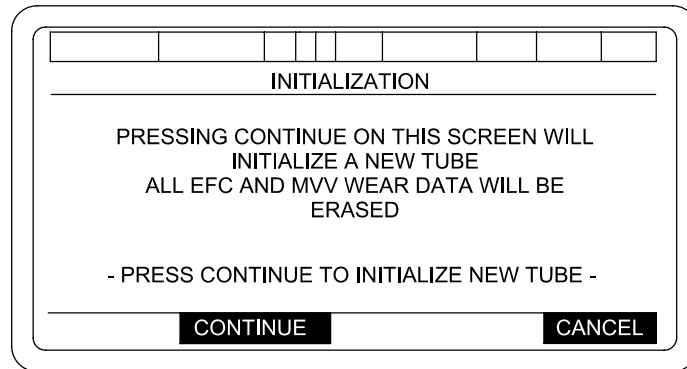 INITIALIZATION
PRESSING CONTINUE ON THIS SCREEN WILL
INITIALIZE A NEW TUBE
ALL EFC AND MVV WEAR DATA WILL BE
ERASED
- PRESS CONTINUE TO INITIALIZE NEW TUBE -
CONTINUE CANCEL